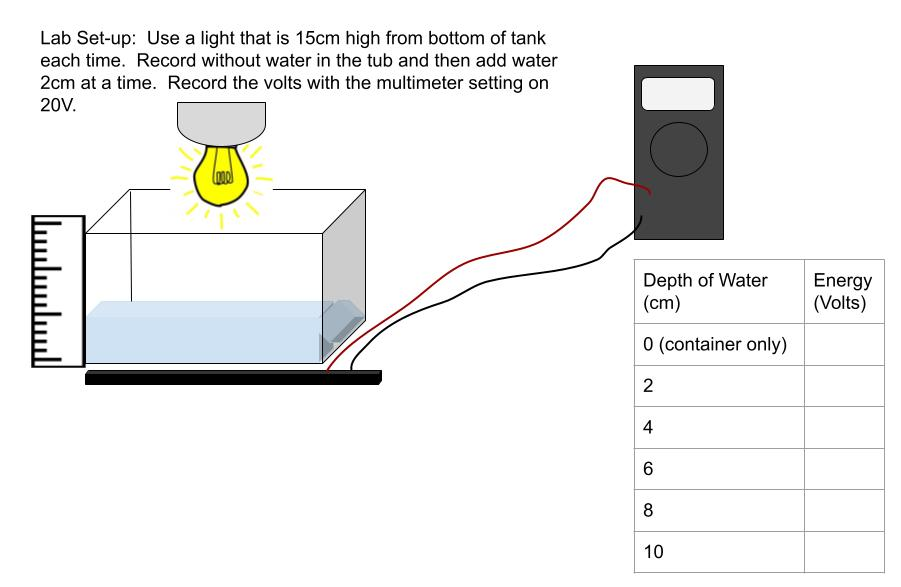 Lab Set-up:  Use a light that is 15cm high from bottom of tank
each time.  Record without water in the tub and then add water
2cm at a time.  Record the volts with the multimeter setting on
20V.
Depth of Water
(cm)
Energy
(Volts)
0 (container only)
2
4
6
8
10